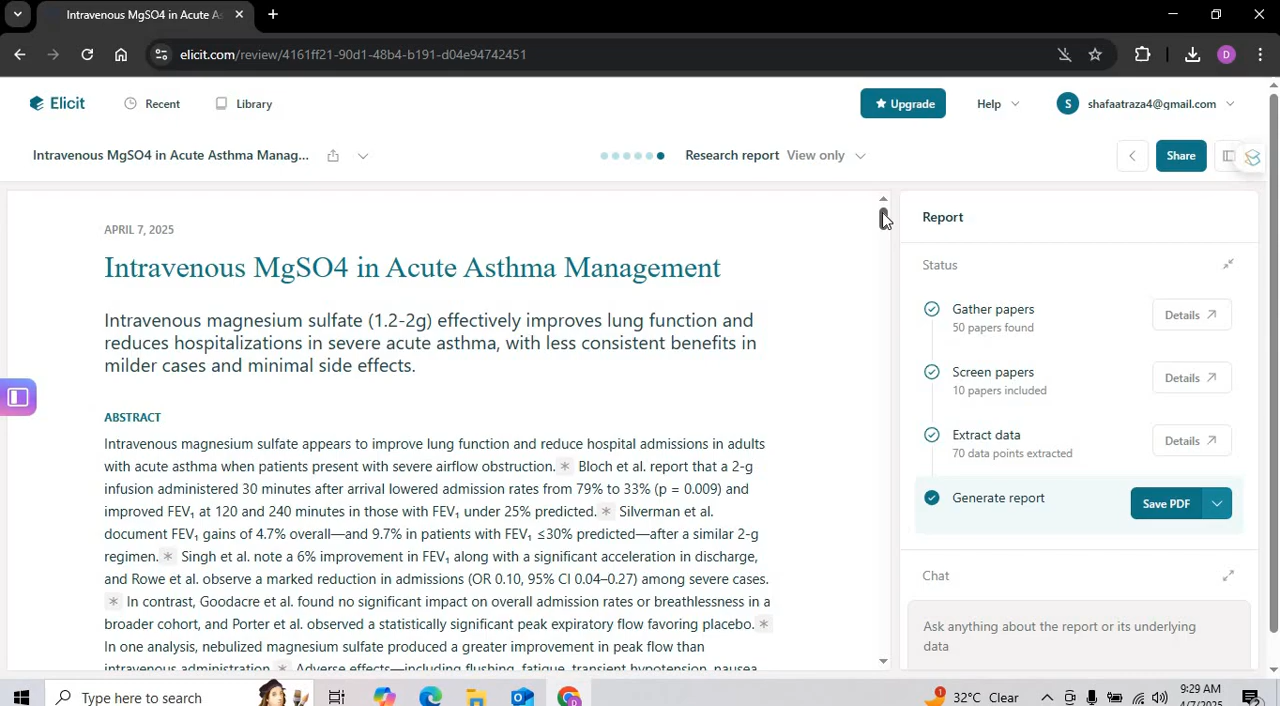 Intravenous MgSO4 in Acute As
elicit.com/review/4161ff21-90d1-48b4-b191-d04e94742451
D
Elicit
Recent
Library
Upgrade
Help
S
shafaatraza4@gmail.com
Intravenous MgSO4 in Acute Asthma Manag...
Research report View only
Share
APRIL 7, 2025
Intravenous MgSO4 in Acute Asthma Management
Intravenous magnesium sulfate (1.2-2g) effectively improves lung function and
reduces hospitalizations in severe acute asthma, with less consistent benefits in
milder cases and minimal side effects.
ABSTRACT
Intravenous magnesium sulfate appears to improve lung function and reduce hospital admissions in adults
with acute asthma when patients present with severe airflow obstruction. * Bloch et al. report that a 2-g
infusion administered 30 minutes after arrival lowered admission rates from 79% to 33% (p = 0.009) and
improved FEV₁ at 120 and 240 minutes in those with FEV₁ under 25% predicted. * Silverman et al.
document FEV₁ gains of 4.7% overall—and 9.7% in patients with FEV₁ ≤30% predicted—after a similar 2-g
regimen. * Singh et al. note a 6% improvement in FEV₁ along with a significant acceleration in discharge,
and Rowe et al. observe a marked reduction in admissions (OR 0.10, 95% CI 0.04–0.27) among severe cases.
* In contrast, Goodacre et al. found no significant impact on overall admission rates or breathlessness in a
broader cohort, and Porter et al. observed a statistically significant peak expiratory flow favoring placebo. *
In one analysis, nebulized magnesium sulfate produced a greater improvement in peak flow than
intravenous administration. * Adverse effects—including flushing, fatigue, transient hypotension, nausea,
Report
Status
Gather papers
50 papers found
Details
Screen papers
10 papers included
Details
Extract data
70 data points extracted
Details
Generate report
Save PDF
Chat
Ask anything about the report or its underlying
data
Type here to search
1
32°C Clear
9:29 AM
4/7/2025
2